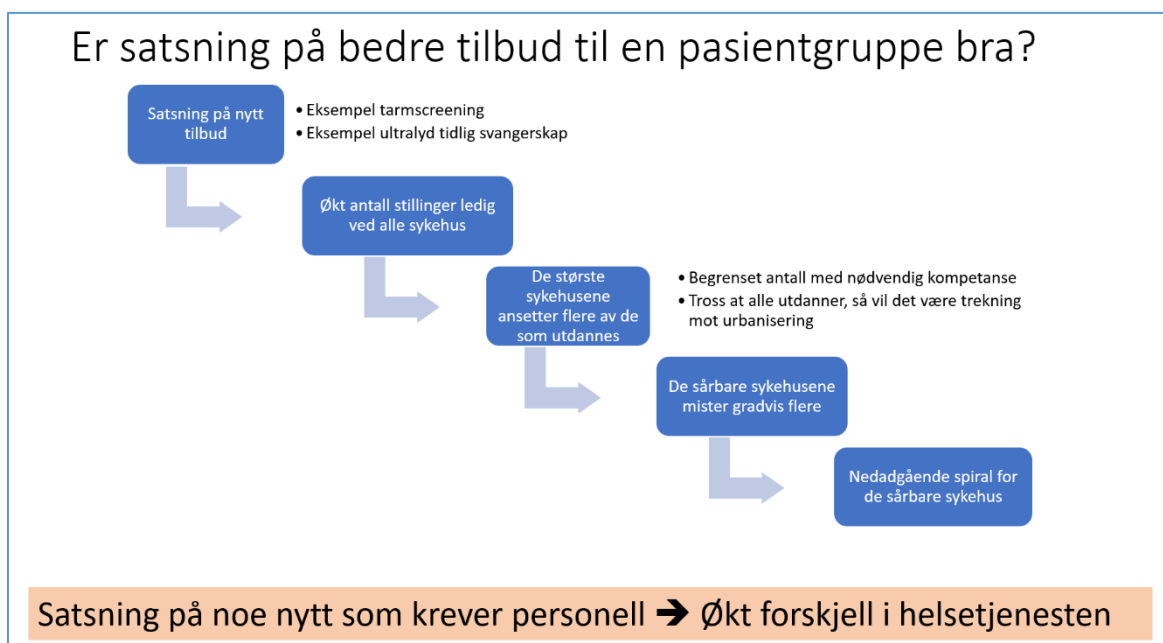 Er satsning på bedre tilbud til en pasientgruppe bra?
Satsning på nytt
tilbud
• Eksempel tarmscreening
• Eksempel ultralyd tidlig svangerskap
Økt antall stillinger ledig
ved alle sykehus
De største
sykehusene
ansetter flere av de
som utdannes
• Begrenset antall med nødvendig kompetanse
• Tross at alle utdanner, så vil det være trekning
mot urbanisering
De sårbare sykehusene
mister gradvis flere
Nedadgående spiral for
de sårbare sykehus
Satsning på noe nytt som krever personell ➔ Økt forskjell i helsetjenesten